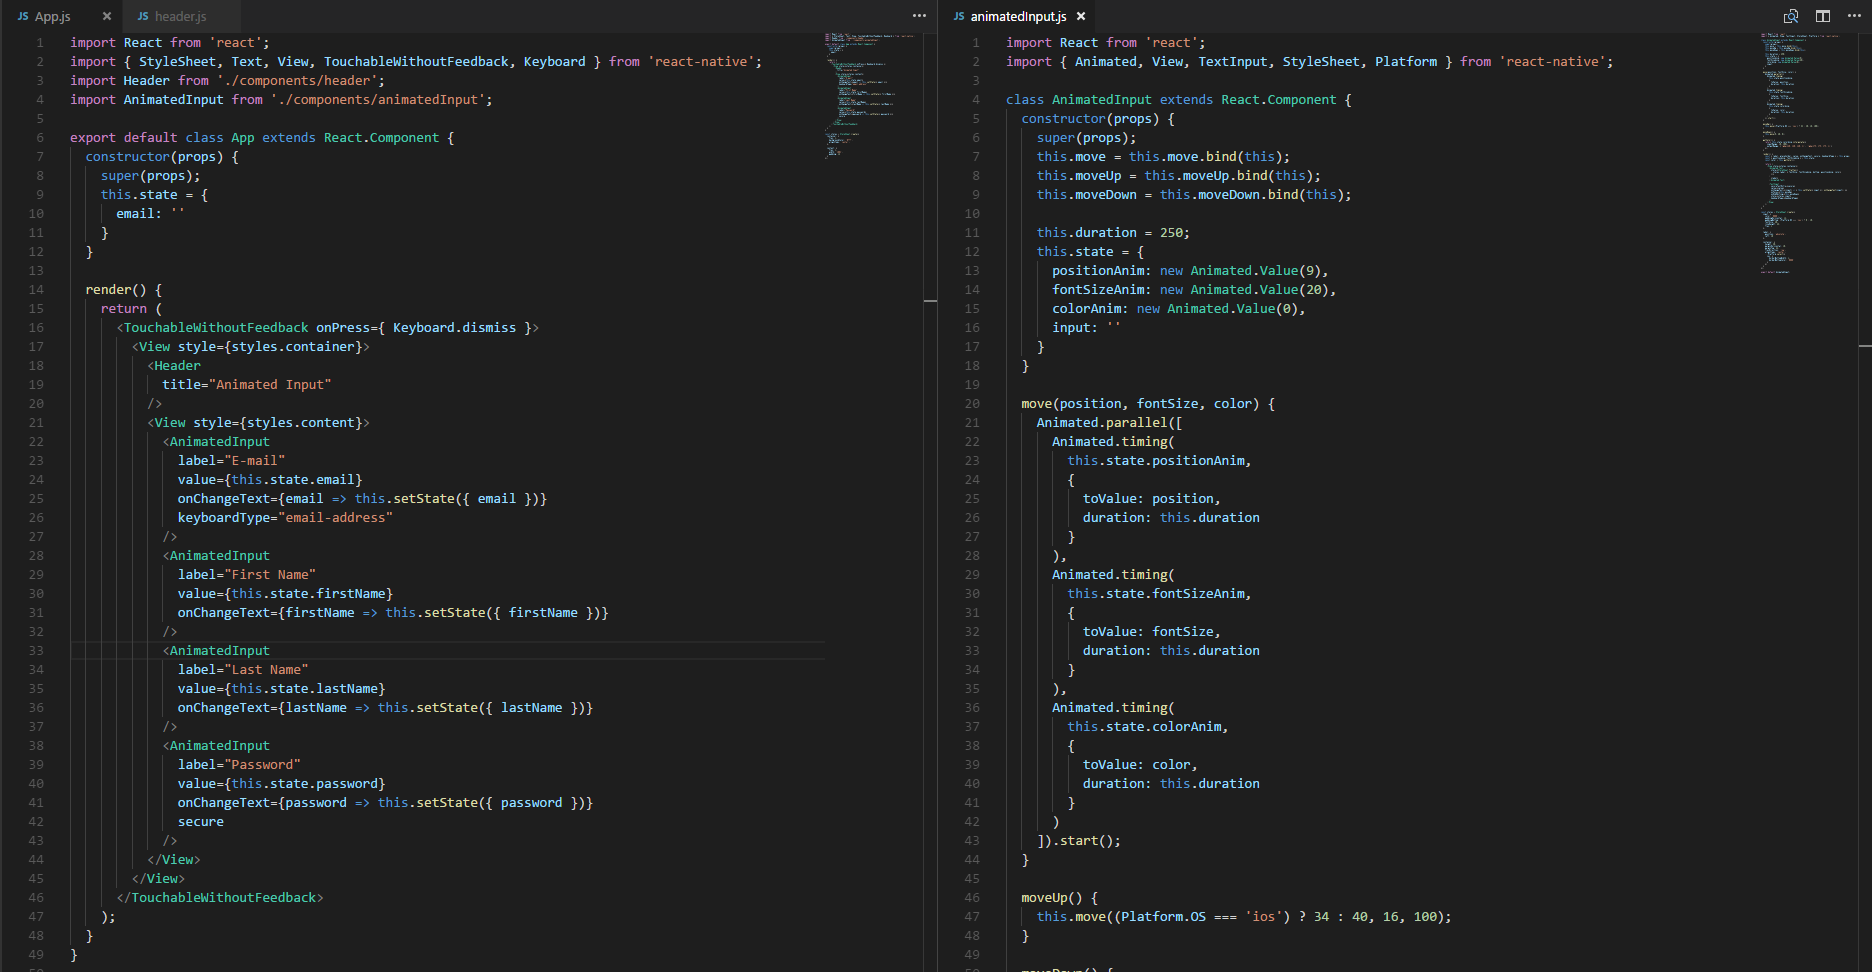 JS App.js ×
JS header.js
1 import React from 'react';
2 import { StyleSheet, Text, View, TouchableWithoutFeedback, Keyboard } from 'react-native';
3 import Header from './components/header';
4 import AnimatedInput from './components/animatedInput';
5
6 export default class App extends React.Component {
7 constructor(props) {
8 super(props);
9 this.state = {
10 email: ''
11 }
12 }
13
14 render() {
15 return (
16 <TouchableWithoutFeedback onPress={ Keyboard.dismiss }>
17 <View style={styles.container}>
18 <Header
19 title="Animated Input"
20 />
21 <View style={styles.content}>
22 <AnimatedInput
23 label="E-mail"
24 value={this.state.email}
25 onChangeText={email => this.setState({ email })}
26 keyboardType="email-address"
27 />
28 <AnimatedInput
29 label="First Name"
30 value={this.state.firstName}
31 onChangeText={firstName => this.setState({ firstName })}
32 />
33 <AnimatedInput
34 label="Last Name"
35 value={this.state.lastName}
36 onChangeText={lastName => this.setState({ lastName })}
37 />
38 <AnimatedInput
39 label="Password"
40 value={this.state.password}
41 onChangeText={password => this.setState({ password })}
42 secure
43 />
44 </View>
45 </View>
46 </TouchableWithoutFeedback>
47 );
48 }
49 }
JS animatedInput.js ×
1 import React from 'react';
2 import { Animated, View, TextInput, StyleSheet, Platform } from 'react-native';
3
4 class AnimatedInput extends React.Component {
5 constructor(props) {
6 super(props);
7 this.move = this.move.bind(this);
8 this.moveUp = this.moveUp.bind(this);
9 this.moveDown = this.moveDown.bind(this);
10
11 this.duration = 250;
12 this.state = {
13 positionAnim: new Animated.Value(9),
14 fontSizeAnim: new Animated.Value(20),
15 colorAnim: new Animated.Value(0),
16 input: ''
17 }
18 }
19
20 move(position, fontSize, color) {
21 Animated.parallel([
22 Animated.timing(
23 this.state.positionAnim,
24 {
25 toValue: position,
26 duration: this.duration
27 }
28 ),
29 Animated.timing(
30 this.state.fontSizeAnim,
31 {
32 toValue: fontSize,
33 duration: this.duration
34 }
35 ),
36 Animated.timing(
37 this.state.colorAnim,
38 {
39 toValue: color,
40 duration: this.duration
41 }
42 )
43 ]).start();
44 }
45
46 moveUp() {
47 this.move((Platform.OS === 'ios') ? 34 : 40, 16, 100);
48 }
49